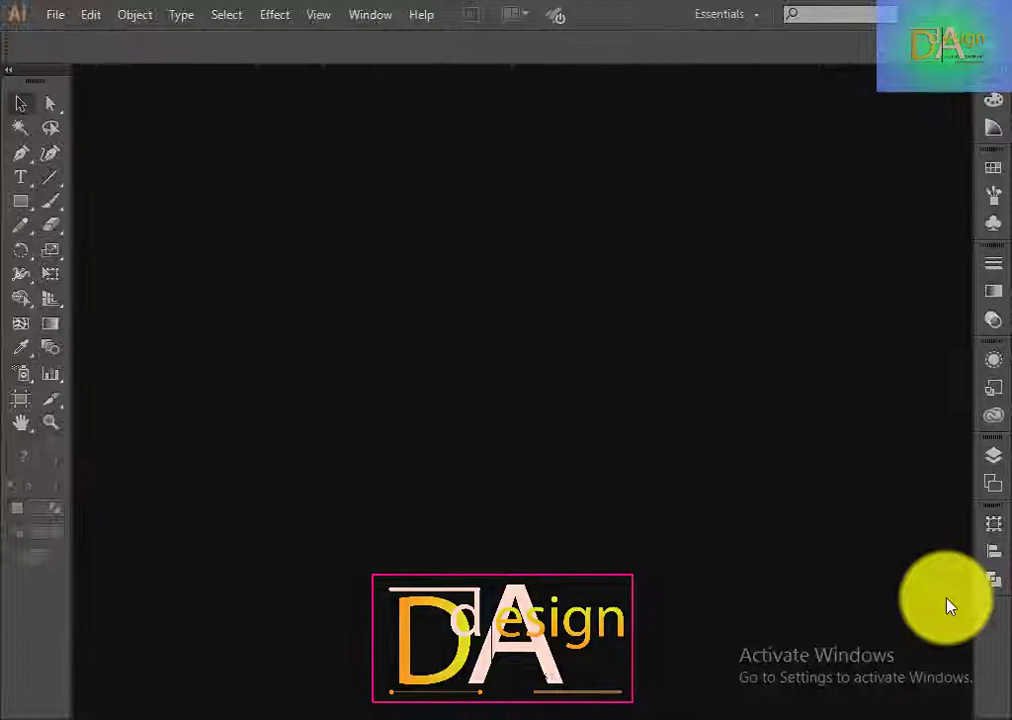 Ai File Edit Object Type Select Effect View Window Help Essentials
DA design
DA design
Activate Windows
Go to Settings to activate Windows.